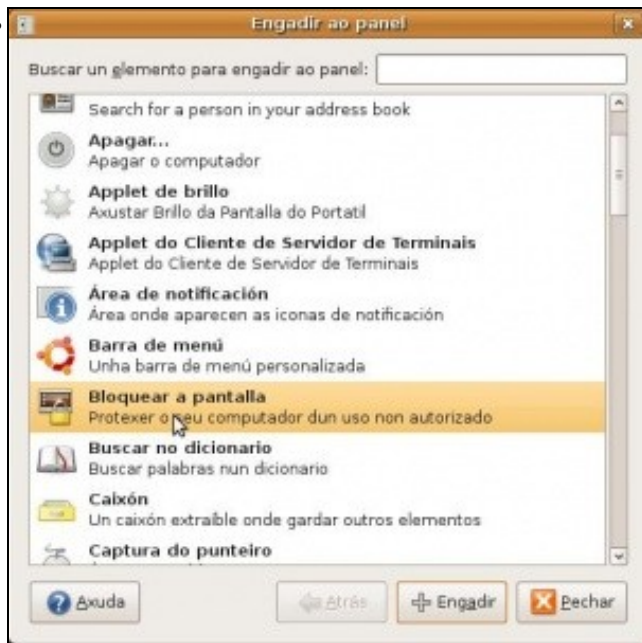 Engadir ao panel
Buscar un elemento para engadir ao panel:
Search for a person in your address book
Apagar...
Apagar o computador
Applet de brillo
Axustar Brillo da Pantalla do Portatil
Applet do Cliente de Servidor de Terminais
Applet do Cliente de Servidor de Terminais
Área de notificación
Área onde aparecen as iconas de notificación
Barra de menú
Unha barra de menú personalizada
Bloquear a pantalla
Protexer o seu computador dun uso non autorizado
Buscar no dicionario
Buscar palabras nun dicionario
Caixón
Un caixón extraíble onde gardar outros elementos
Captura do punteiro
Axuda
Atrás
Engadir
Pechar